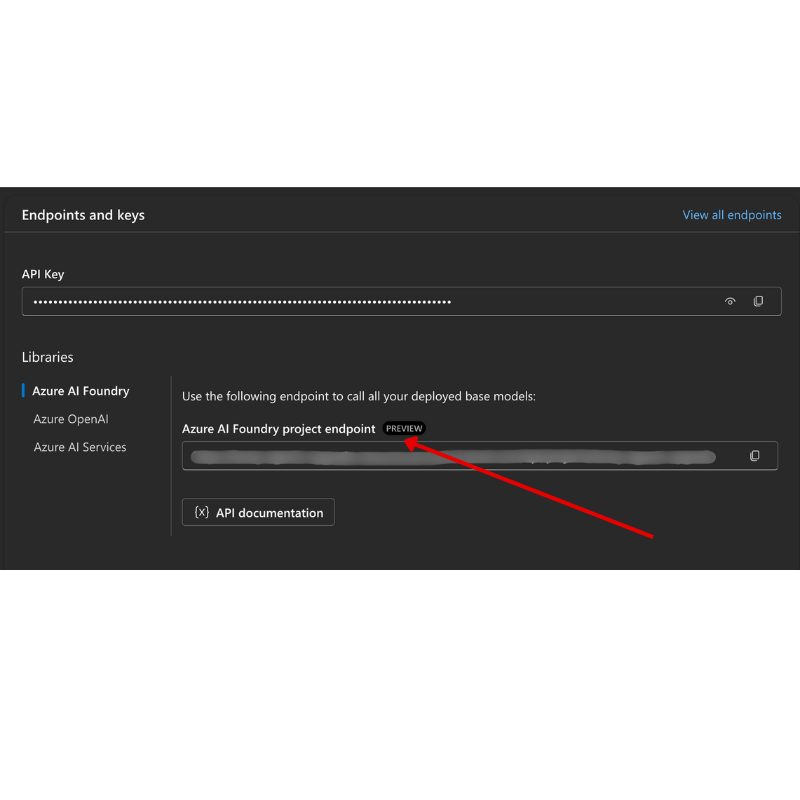 Endpoints and keys
View all endpoints
API Key
Libraries
Azure AI Foundry
Azure OpenAI
Azure AI Services
Use the following endpoint to call all your deployed base models:
Azure AI Foundry project endpoint PREVIEW
{x} API documentation